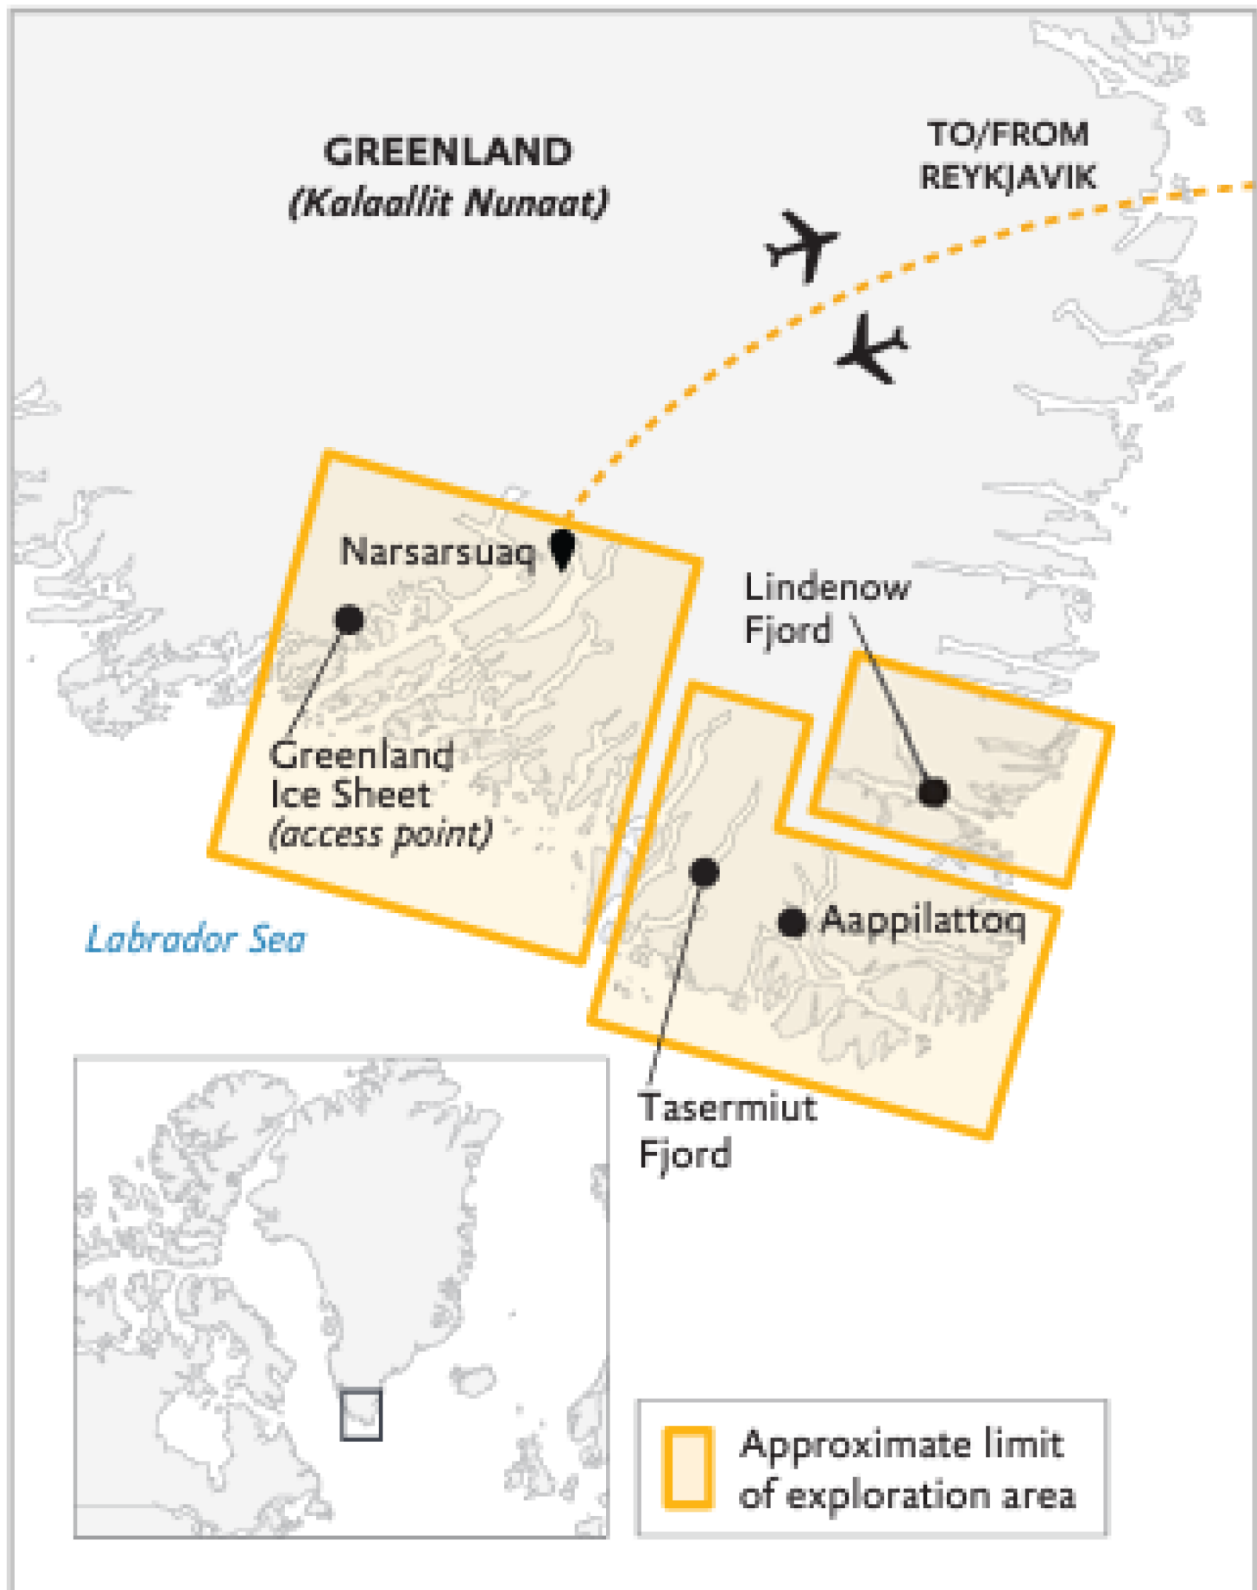 GREENLAND
(Kalaallit Nunaat)
TO/FROM
REYKJAVIK
Narsarsuaq
Lindenow
Fjord
Greenland
Ice Sheet
(access point)
Labrador Sea
Aappilattoq
Tasermiut
Fjord
Approximate limit
of exploration area